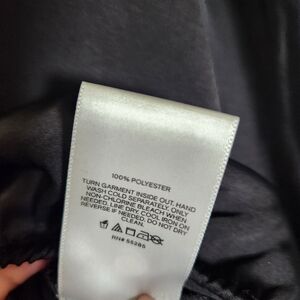 100% POLYESTER
TURN GARMENT INSIDE OUT. HAND
WASH COLD SEPARATELY. ONLY
NON-CHLORINE BLEACH WHEN
NEEDED. LINE DRY. COOL IRON ON
REVERSE IF NEEDED. DO NOT DRY
CLEAN.
RN# 55285